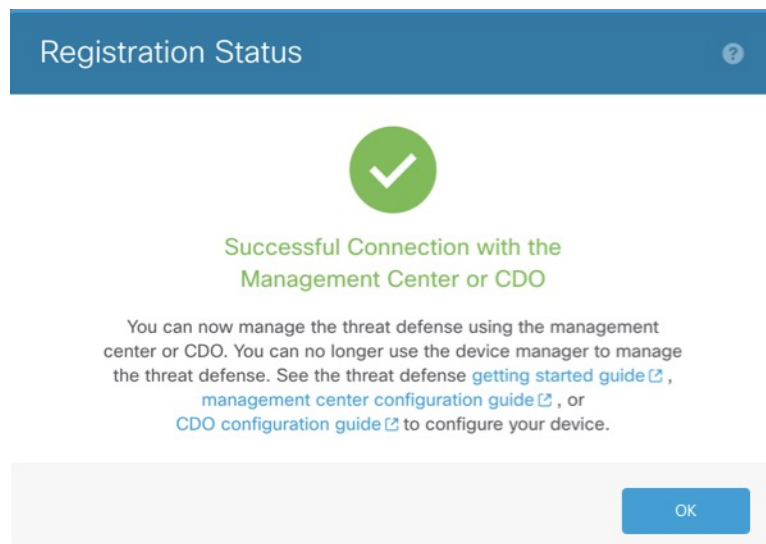 Registration Status
Successful Connection with the
Management Center or CDO
You can now manage the threat defense using the management
center or CDO. You can no longer use the device manager to manage
the threat defense. See the threat defense getting started guide ,
management center configuration guide , or
CDO configuration guide to configure your device.
OK